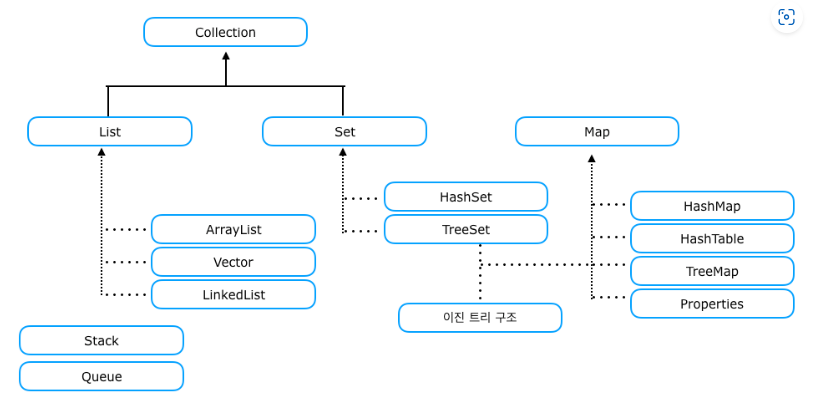 Collection
List
Set
Map
HashSet
HashMap
ArrayList
TreeSet
HashTable
Vector
TreeMap
LinkedList
Properties
이진 트리 구조
Stack
Queue